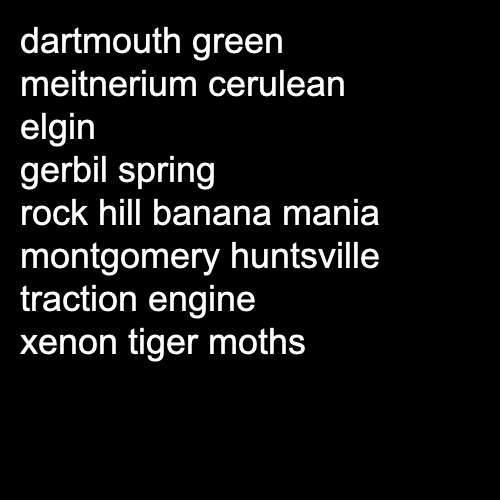 dartmouth green
meitnerium cerulean
elgin
gerbil spring
rock hill banana mania
montgomery huntsville
traction engine
xenon tiger moths